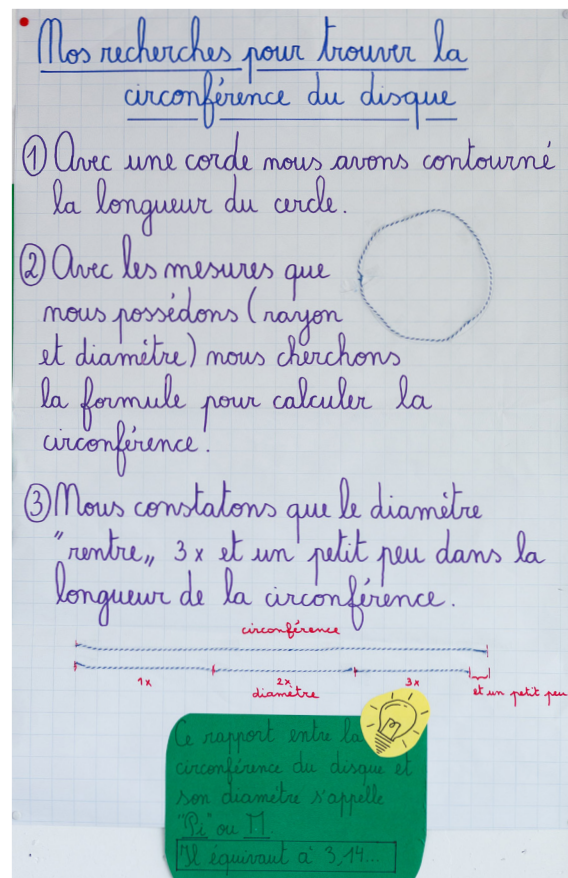 Nos recherches pour trouver la
circonférence du disque
① Avec une corde nous avons contourné
la longueur du cercle.
② Avec les mesures que
nous possédons (rayon
et diamètre) nous cherchons
la formule pour calculer la
circonférence.
③ Nous constatons que le diamètre
"rentre„ 3x et un petit peu dans la
longueur de la circonférence.
circonférence
1x 2x 3x et un petit peu
diamètre
Ce rapport entre la
circonférence du disque et
son diamètre s'appelle
"Pi" ou Π.
Il équivaut à 3,14...